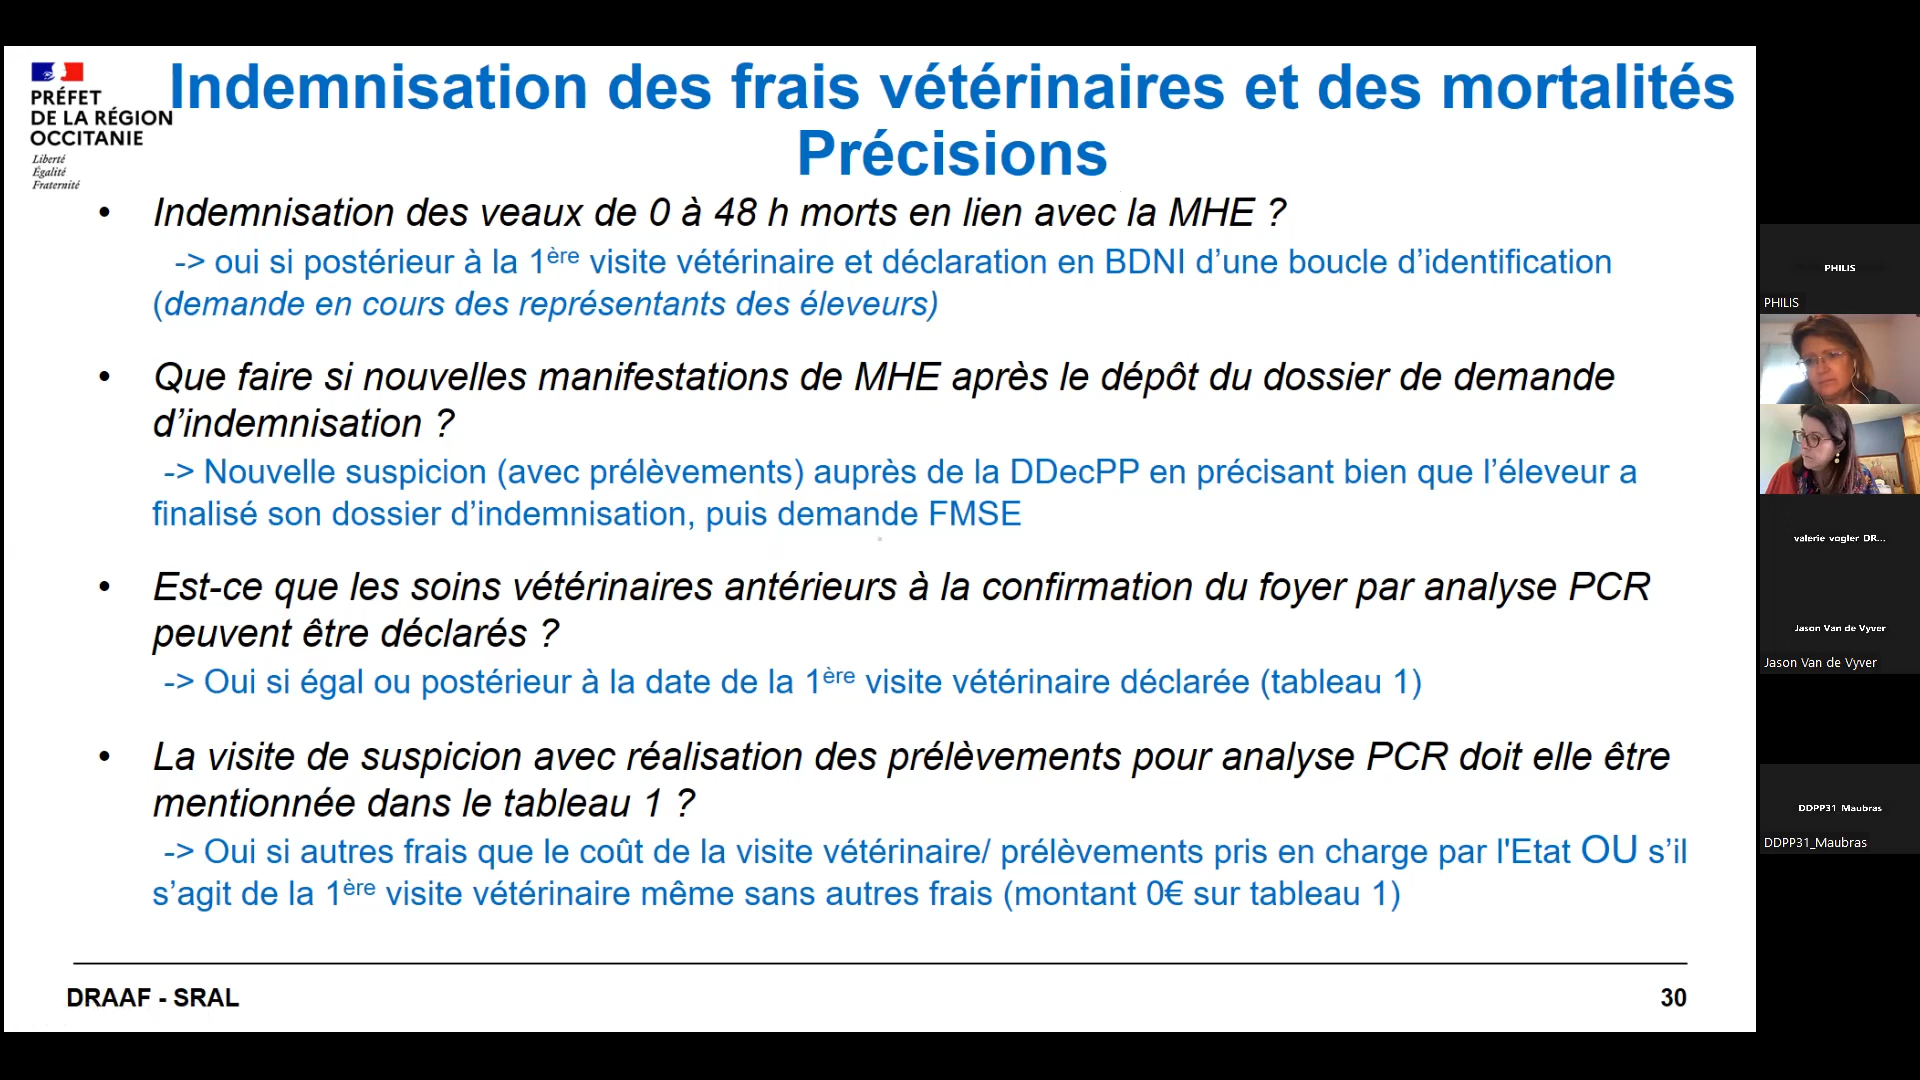 PRÉFET
DE LA RÉGION
OCCITANIE
Liberté
Égalité
Fraternité
Indemnisation des frais vétérinaires et des mortalités
Précisions
• Indemnisation des veaux de 0 à 48 h morts en lien avec la MHE ?
-> oui si postérieur à la 1ère visite vétérinaire et déclaration en BDNI d’une boucle d’identification
(demande en cours des représentants des éleveurs)
• Que faire si nouvelles manifestations de MHE après le dépôt du dossier de demande
d’indemnisation ?
-> Nouvelle suspicion (avec prélèvements) auprès de la DDecPP en précisant bien que l’éleveur a
finalisé son dossier d’indemnisation, puis demande FMSE
• Est-ce que les soins vétérinaires antérieurs à la confirmation du foyer par analyse PCR
peuvent être déclarés ?
-> Oui si égal ou postérieur à la date de la 1ère visite vétérinaire déclarée (tableau 1)
• La visite de suspicion avec réalisation des prélèvements pour analyse PCR doit elle être
mentionnée dans le tableau 1 ?
-> Oui si autres frais que le coût de la visite vétérinaire/ prélèvements pris en charge par l'Etat OU s’il
s’agit de la 1ère visite vétérinaire même sans autres frais (montant 0€ sur tableau 1)
DRAAF - SRAL
30
PHILIS
PHILIS
valerie vogler DR...
Jason Van de Vyver
Jason Van de Vyver
DDPP31 Maubras
DDPP31_Maubras